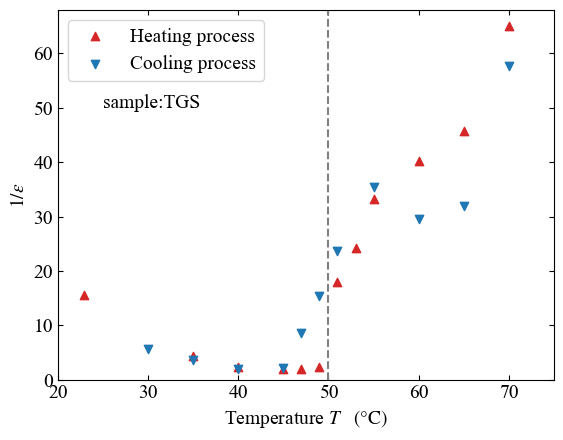 Heating process
Cooling process
sample:TGS
60
50
40
30
20
10
0
1/ε
20
30
40
50
60
70
Temperature T (°C)